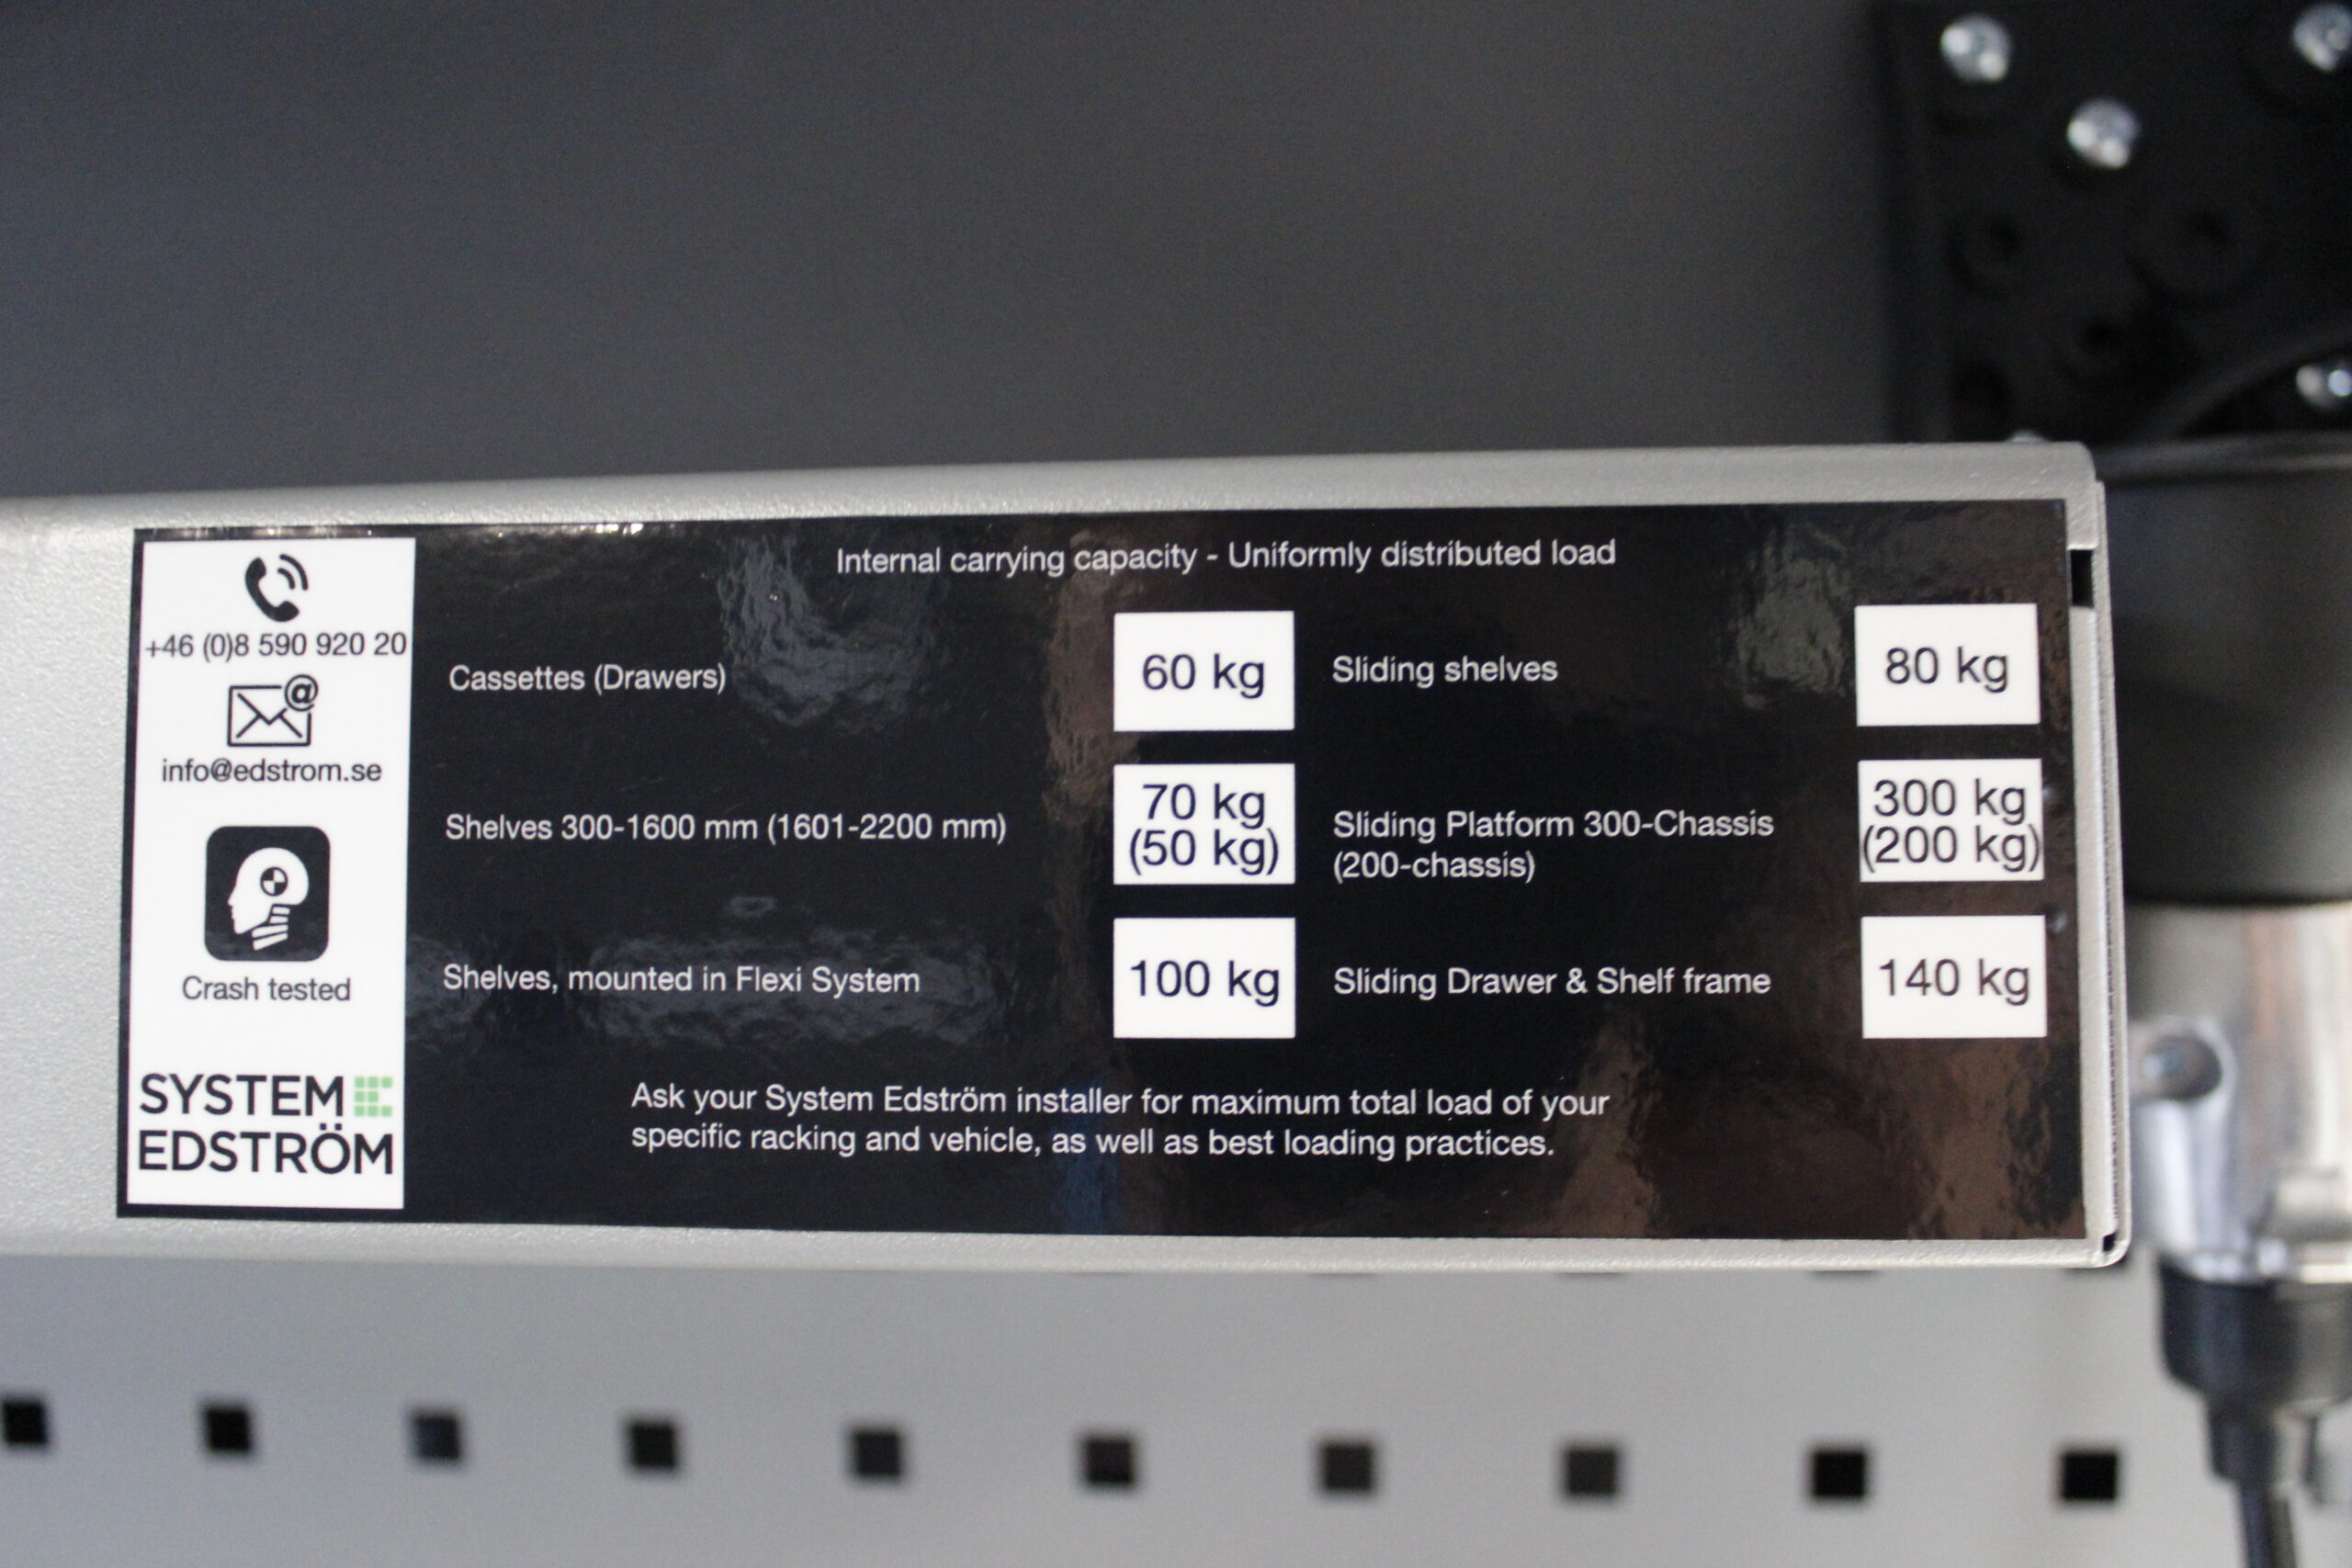 Internal carrying capacity - Uniformly distributed load
+46 (0)8 590 920 20
@
info@edstrom.se
Crash tested
SYSTEM
EDSTRÖM
Cassettes (Drawers)
60 kg
Sliding shelves
80 kg
Shelves 300-1600 mm (1601-2200 mm)
70 kg
(50 kg)
Sliding Platform 300-Chassis
(200-chassis)
300 kg
(200 kg)
Shelves, mounted in Flexi System
100 kg
Sliding Drawer & Shelf frame
140 kg
Ask your System Edström installer for maximum total load of your
specific racking and vehicle, as well as best loading practices.